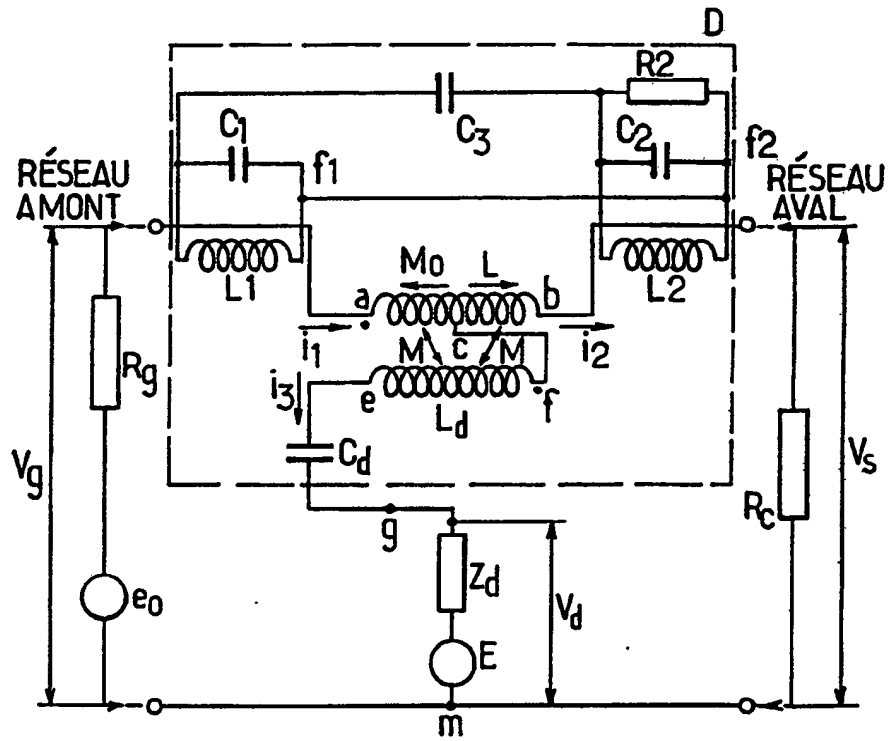 D
R2
C1
C3
C2
f1
f2
RÉSEAU
AMONT
RÉSEAU
AVAL
L1
L2
M0
L
a
b
i1
M
c
M
i2
i3
e
f
Rg
Ld
Cd
Vg
Vs
Rc
g
Zd
Vd
e0
E
m